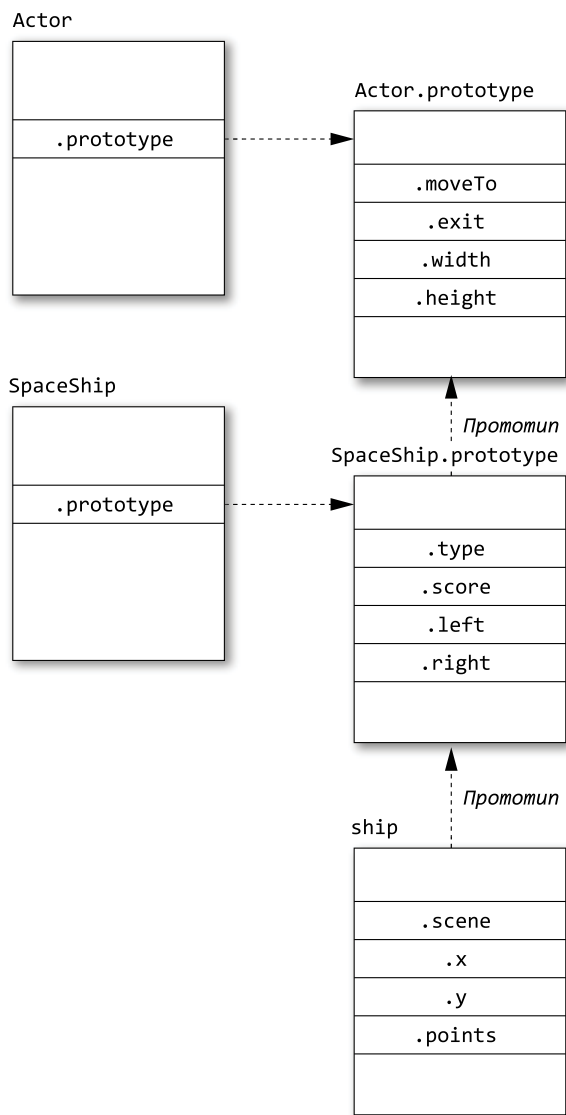 Actor
.prototype
Actor.prototype
.moveTo
.exit
.width
.height
SpaceShip
.prototype
Прототип
SpaceShip.prototype
.type
.score
.left
.right
Прототип
ship
.scene
.x
.y
.points